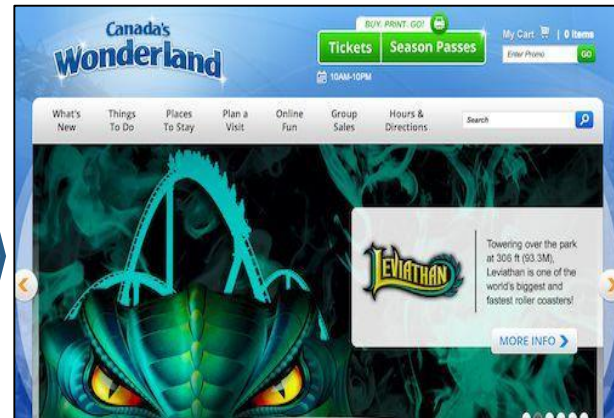 Canada's
Wonderland
BUY. PRINT. GO!
Tickets
Season Passes
10AM-10PM
My Cart | 0 Items
Enter Promo
GO
What's
New
Things
To Do
Places
To Stay
Plan a
Visit
Online
Fun
Group
Sales
Hours &
Directions
Search
LEVIATHAN
Towering over the park
at 306 ft (93.3M),
Leviathan is one of the
world's biggest and
fastest roller coasters!
MORE INFO